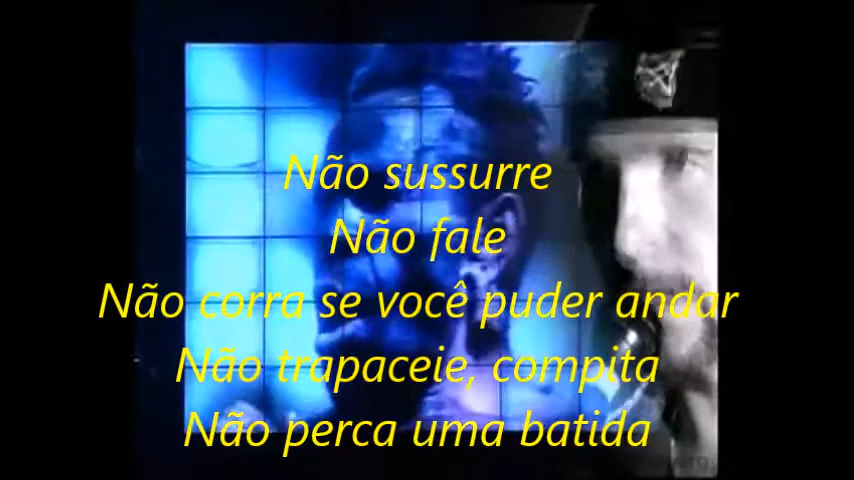 Não sussurre
Não fale
Não corra se você puder andar
Não trapaceie, compita
Não perca uma batida